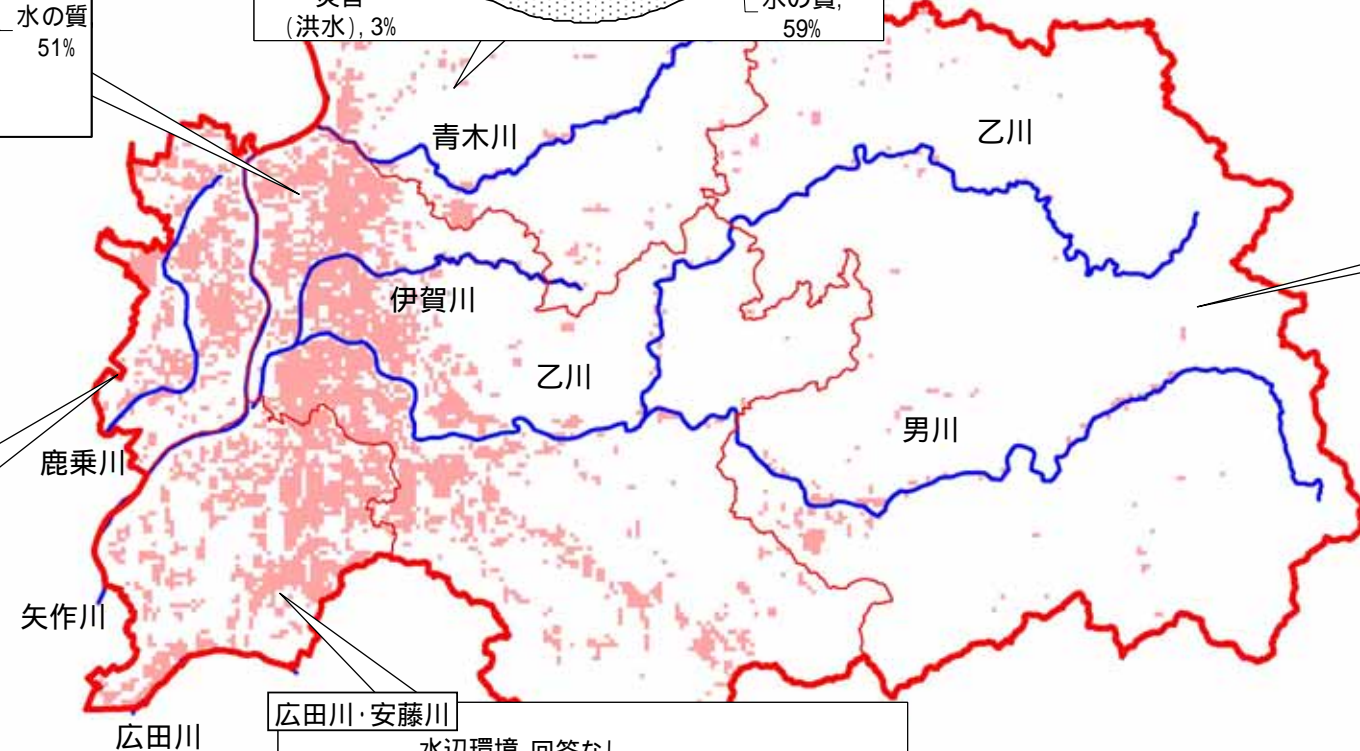 水の質
51%
(洪水), 3%
水の質,
59%
青木川
乙川
伊賀川
乙川
男川
鹿乗川
矢作川
広田川・安藤川
広田川
水辺環境, 回答なし